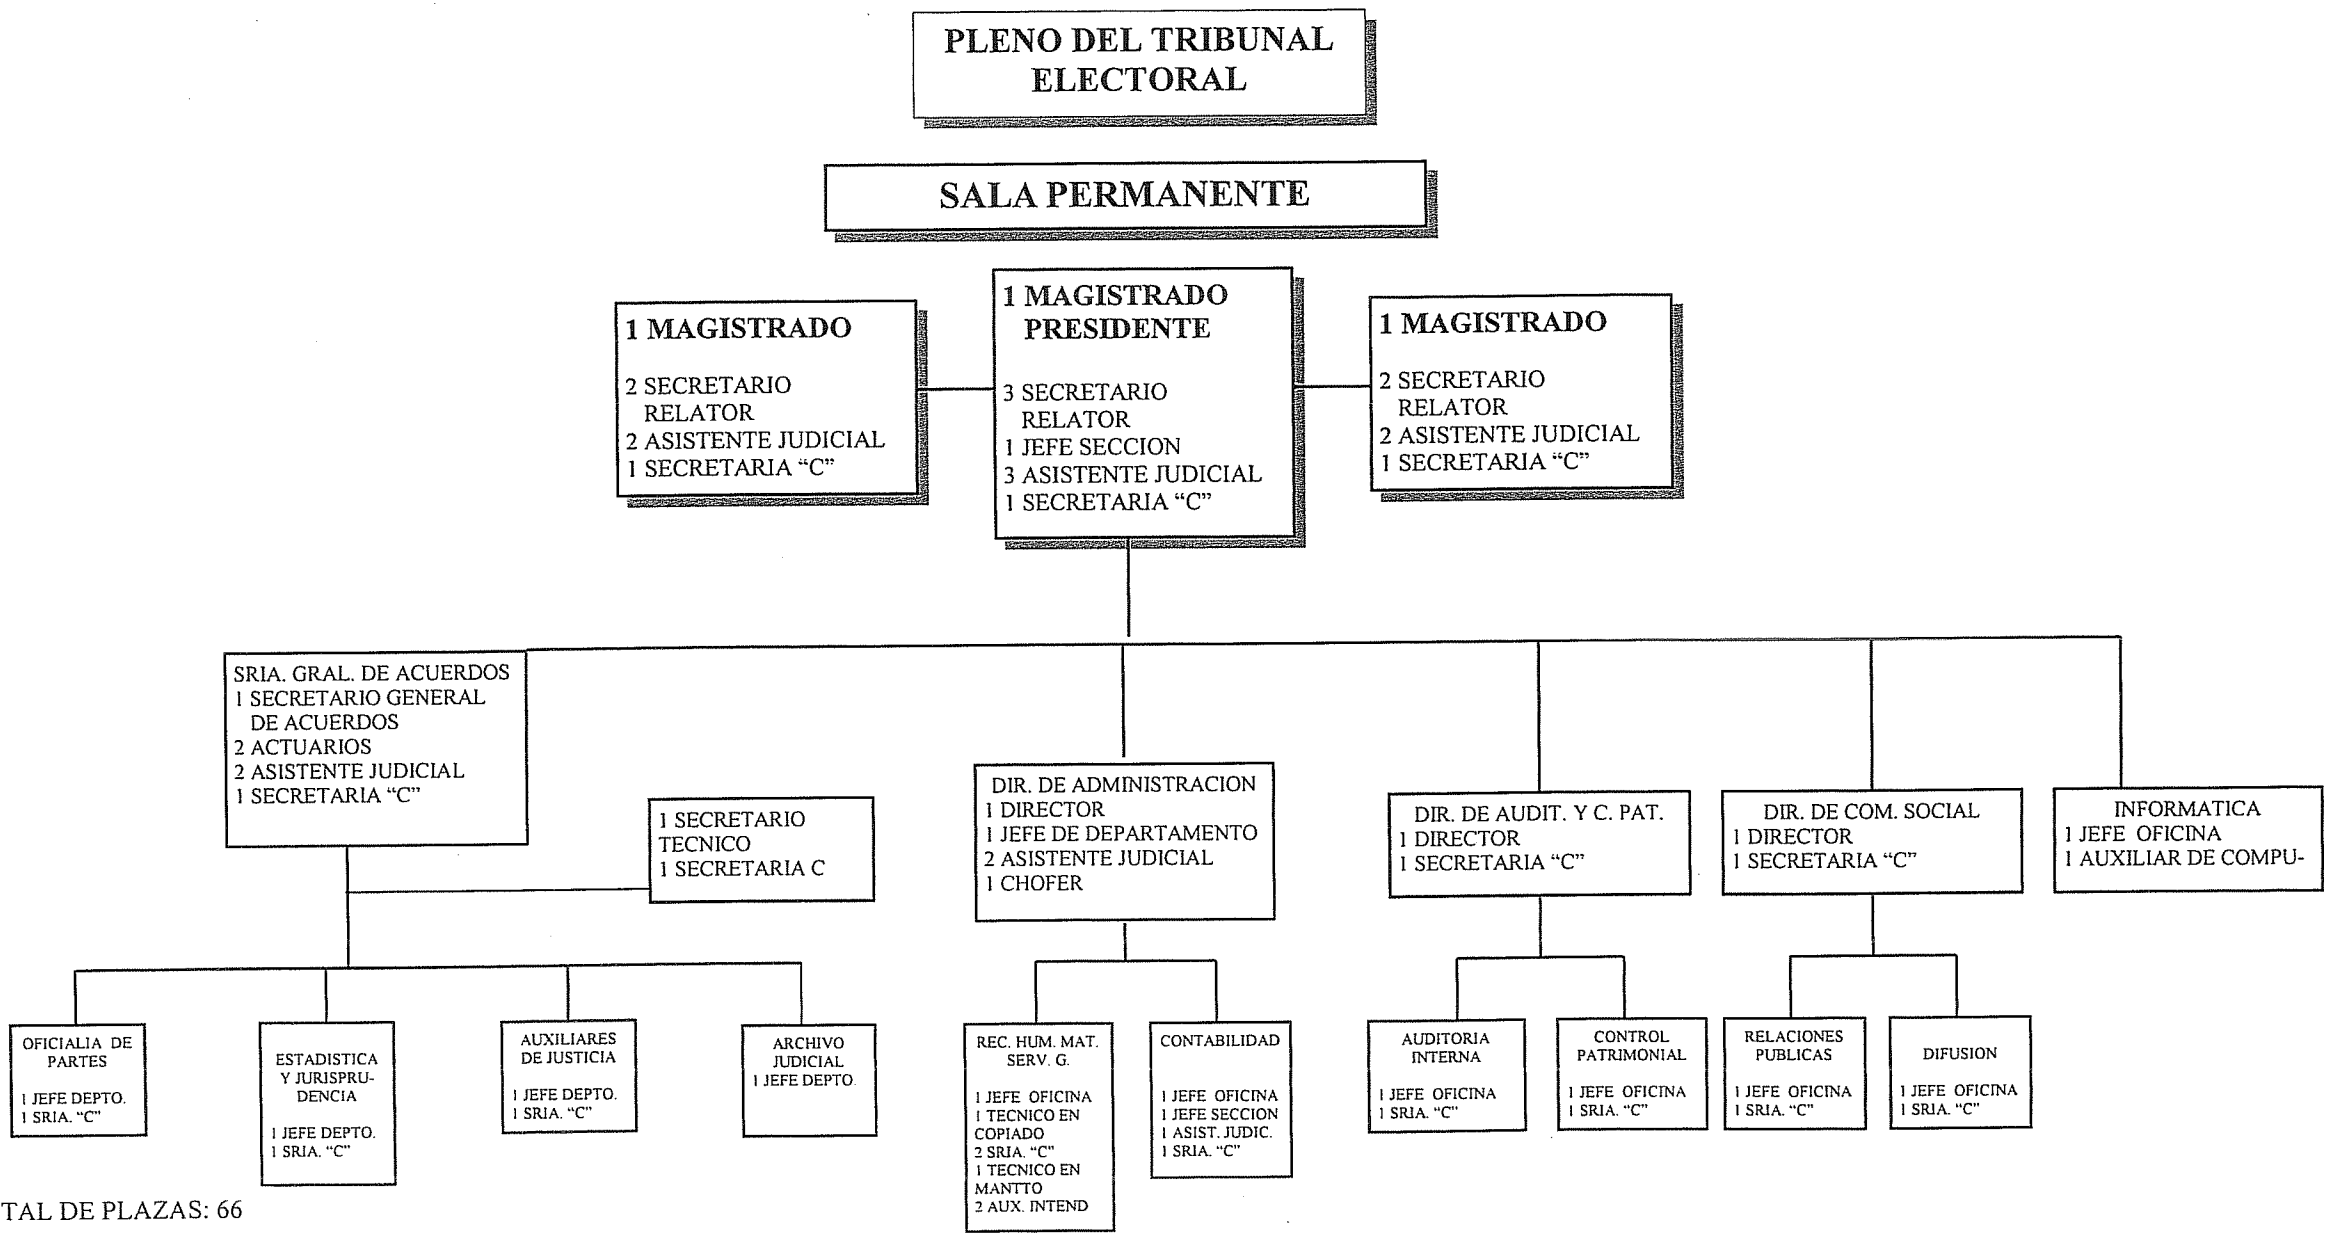 PLENO DEL TRIBUNAL
ELECTORAL
SALA PERMANENTE
1 MAGISTRADO
2 SECRETARIO
RELATOR
2 ASISTENTE JUDICIAL
1 SECRETARIA “C”
1 MAGISTRADO
PRESIDENTE
3 SECRETARIO
RELATOR
1 JEFE SECCION
3 ASISTENTE JUDICIAL
1 SECRETARIA “C”
1 MAGISTRADO
2 SECRETARIO
RELATOR
2 ASISTENTE JUDICIAL
1 SECRETARIA “C”
SRIA. GRAL. DE ACUERDOS
1 SECRETARIO GENERAL
DE ACUERDOS
2 ACTUARIOS
2 ASISTENTE JUDICIAL
1 SECRETARIA “C”
1 SECRETARIO
TECNICO
1 SECRETARIA C
DIR. DE ADMINISTRACION
1 DIRECTOR
1 JEFE DE DEPARTAMENTO
2 ASISTENTE JUDICIAL
1 CHOFER
DIR. DE AUDIT. Y C. PAT.
1 DIRECTOR
1 SECRETARIA “C”
DIR. DE COM. SOCIAL
1 DIRECTOR
1 SECRETARIA “C”
INFORMATICA
1 JEFE OFICINA
1 AUXILIAR DE COMPU-
OFICIALIA DE
PARTES
1 JEFE DEPTO.
1 SRIA. “C”
ESTADISTICA
Y JURISPRU-
DENCIA
1 JEFE DEPTO.
1 SRIA. “C”
AUXILIARES
DE JUSTICIA
1 JEFE DEPTO.
1 SRIA. “C”
ARCHIVO
JUDICIAL
1 JEFE DEPTO.
REC. HUM. MAT.
SERV. G.
1 JEFE OFICINA
1 TECNICO EN
COPIADO
2 SRIA. “C”
1 TECNICO EN
MANTTO
2 AUX. INTEND
CONTABILIDAD
1 JEFE OFICINA
1 JEFE SECCION
1 ASIST. JUDIC.
1 SRIA. “C”
AUDITORIA
INTERNA
1 JEFE OFICINA
1 SRIA. “C”
CONTROL
PATRIMONIAL
1 JEFE OFICINA
1 SRIA. “C”
RELACIONES
PUBLICAS
1 JEFE OFICINA
1 SRIA. “C”
DIFUSION
1 JEFE OFICINA
1 SRIA. “C”
TAL DE PLAZAS: 66